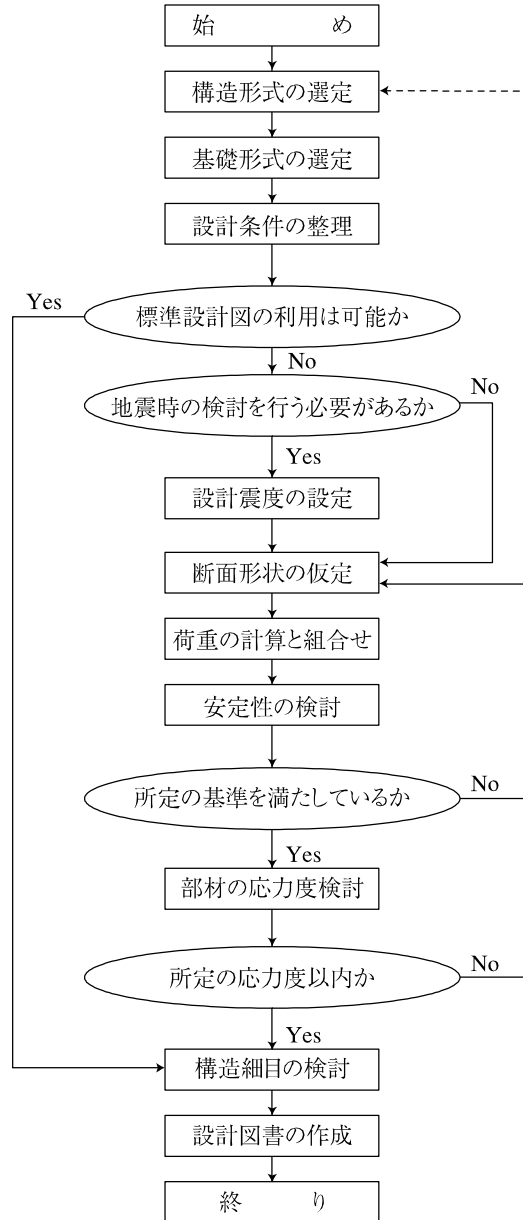 始 め
構造形式の選定
基礎形式の選定
設計条件の整理
Yes
標準設計図の利用は可能か
No
地震時の検討を行う必要があるか
No
Yes
設計震度の設定
断面形状の仮定
荷重の計算と組合せ
安定性の検討
所定の基準を満たしているか
No
Yes
部材の応力度検討
所定の応力度以内か
No
Yes
構造細目の検討
設計図書の作成
終 り